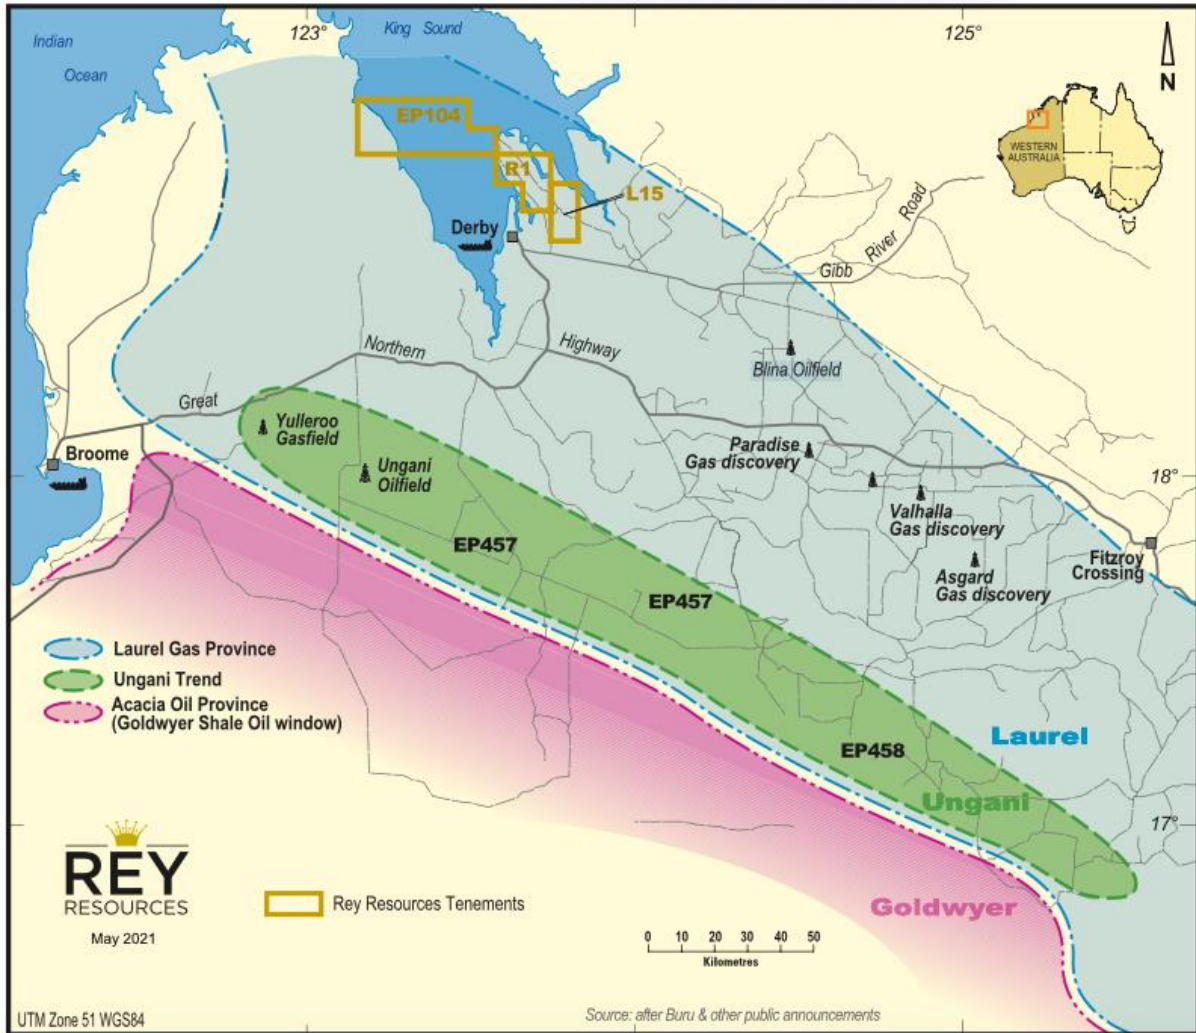 Indian
Ocean
123°
King Sound
125°
N
WESTERN
AUSTRALIA
EP104
R1
L15
Derby
Gibb River Road
Northern
Highway
Great
Blina Oilfield
Yulleroo
Gasfield
Ungani
Oilfield
Broome
Paradise
Gas discovery
18°
Valhalla
Gas discovery
Fitzroy
Crossing
Asgard
Gas discovery
EP457
EP457
Laurel Gas Province
Ungani Trend
Acacia Oil Province
(Goldwyer Shale Oil window)
Laurel
EP458
Ungani
17°
Goldwyer
REY
RESOURCES
May 2021
Rey Resources Tenements
0 10 20 30 40 50
Kilometres
UTM Zone 51 WGS84
Source: after Buru & other public announcements